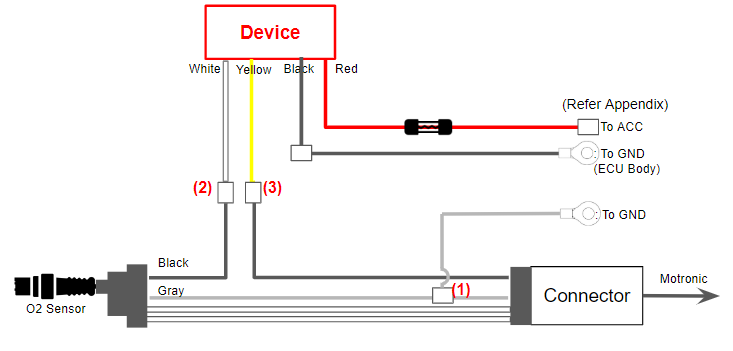 Device
White
Yellow
Black
Red
(Refer Appendix)
To ACC
To GND
(ECU Body)
(2)
(3)
To GND
Black
Motronic
Gray
(1)
Connector
O2 Sensor